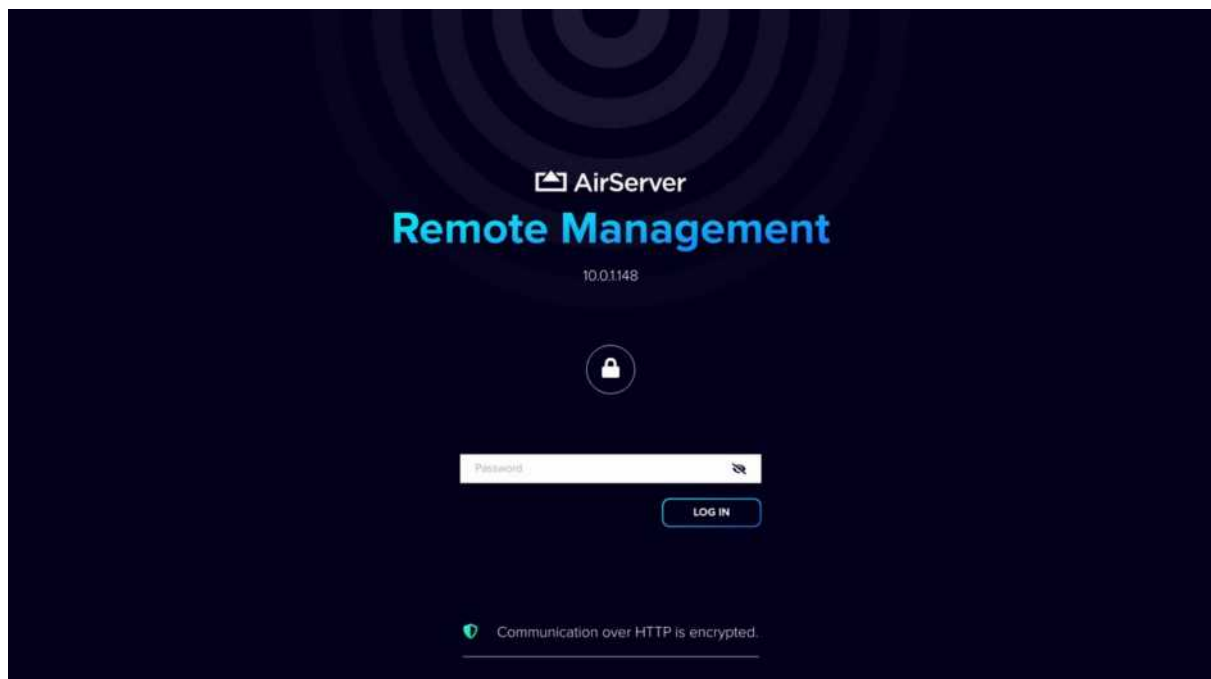 AirServer
Remote Management
10.0.1.148
Password
LOG IN
Communication over HTTP is encrypted.